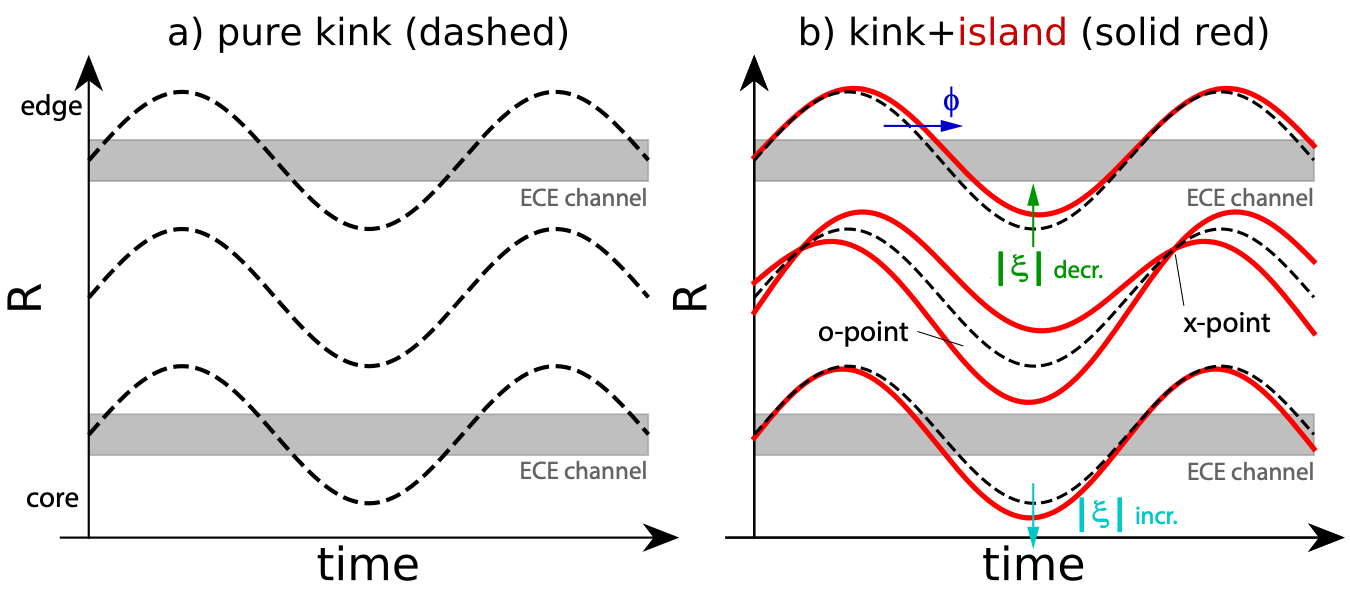 a) pure kink (dashed)
edge
ECE channel
R
ECE channel
core
time
b) kink+island (solid red)
ϕ
ECE channel
|ξ| decr.
R
o-point
x-point
ECE channel
|ξ| incr.
time